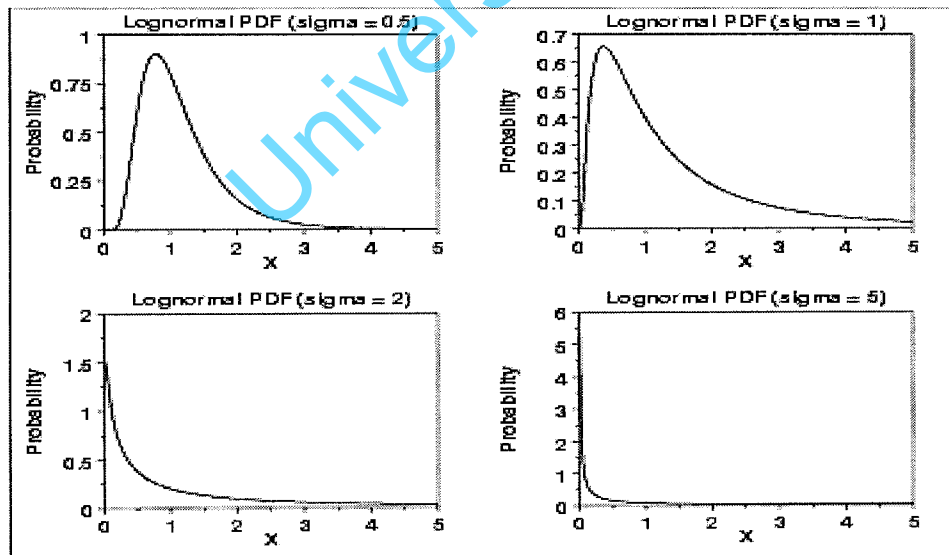 Lognormal PDF (sigma = 0.5)
1
0.75
0.5
0.25
0
Probability
0 1 2 3 4 5
X
Lognormal PDF (sigma = 1)
0.7
0.6
0.5
0.4
0.3
0.2
0.1
0
Probability
0 1 2 3 4 5
X
Lognormal PDF (sigma = 2)
2
1.5
1
0.5
0
Probability
0 1 2 3 4 5
X
Lognormal PDF (sigma = 5)
6
5
4
3
2
1
0
Probability
0 1 2 3 4 5
X